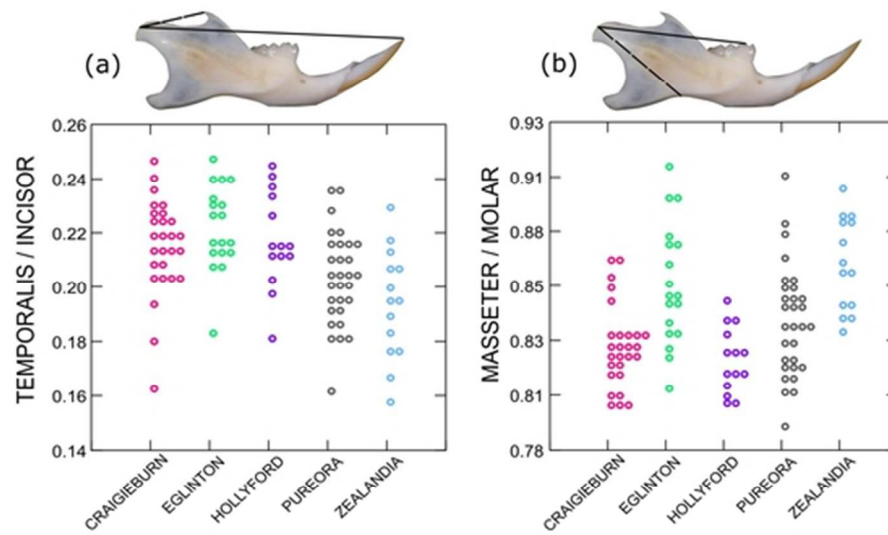 (a)
(b)
TEMPORALIS / INCISOR
0.26
0.24
0.22
0.20
0.18
0.16
0.14
CRAIGIEBURN
EGLINTON
HOLLYFORD
PUREORA
ZEALANDIA
MASSETER / MOLAR
0.93
0.91
0.88
0.85
0.83
0.81
0.78
CRAIGIEBURN
EGLINTON
HOLLYFORD
PUREORA
ZEALANDIA